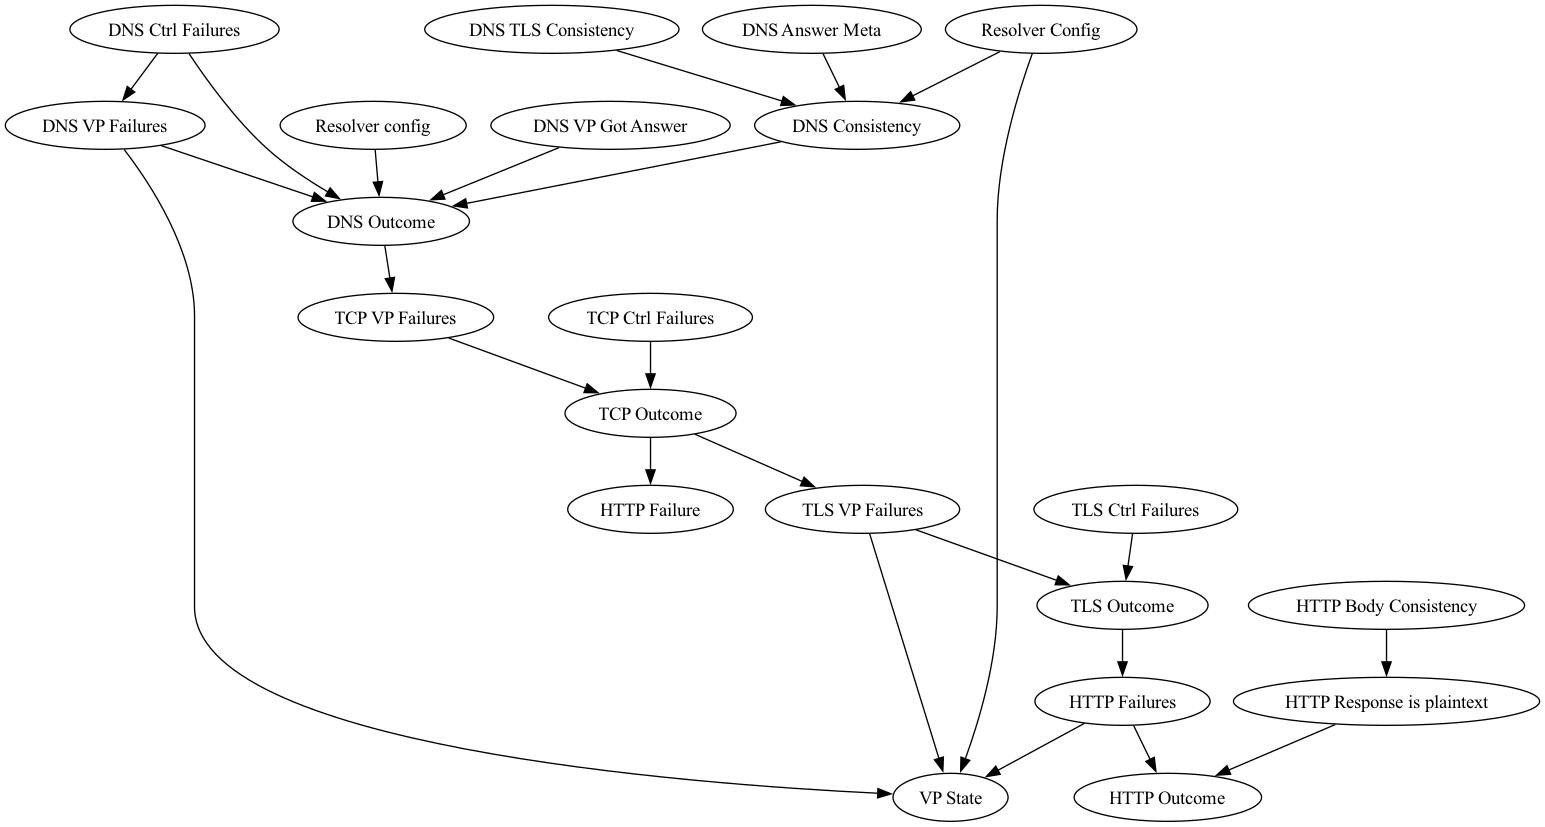 DNS Ctrl Failures
DNS TLS Consistency
DNS Answer Meta
Resolver Config
DNS VP Failures
Resolver config
DNS VP Got Answer
DNS Consistency
DNS Outcome
TCP VP Failures
TCP Ctrl Failures
TCP Outcome
HTTP Failure
TLS VP Failures
TLS Ctrl Failures
TLS Outcome
HTTP Body Consistency
HTTP Failures
HTTP Response is plaintext
VP State
HTTP Outcome